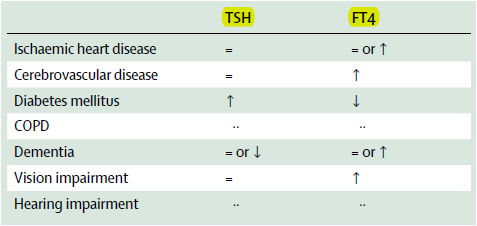 TSH FT4
Ischaemic heart disease = = or ↑
Cerebrovascular disease = ↑
Diabetes mellitus ↑ ↓
COPD ·· ··
Dementia = or ↓ = or ↑
Vision impairment = ↑
Hearing impairment ·· ··